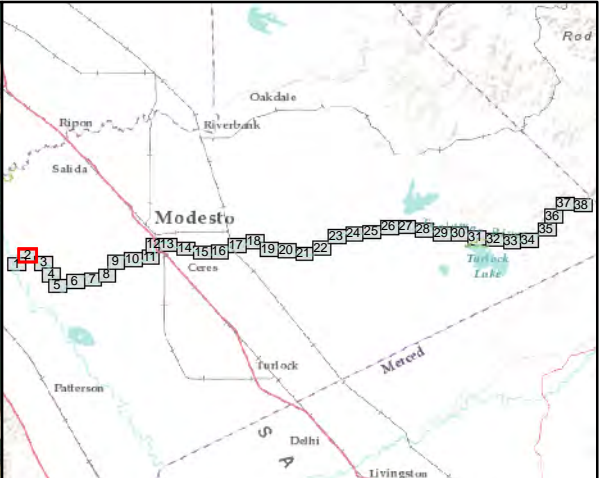 Rod
Oakdale
Ripon
Riverbank
Salida
Modesto
37 38
36
35
26 27 28 29 30 31 32 33 34
23 24 25
12 13 14 15 16 17 18 19 20 21 22
9 10 11
1 2 3
4
5 6 7 8
Ceres
Turlock
Lake
Merced
Turlock
Patterson
S A
Delhi
Livingston